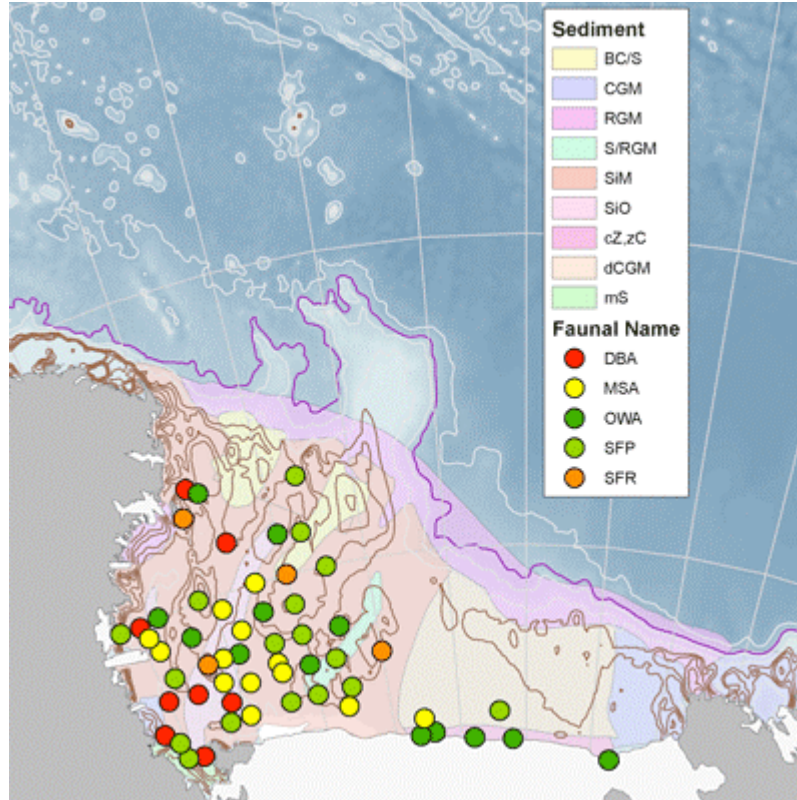 Sediment
BC/S
CGM
RGM
S/RGM
SiM
SiO
cZ,zC
dCGM
mS
Faunal Name
DBA
MSA
OWA
SFP
SFR